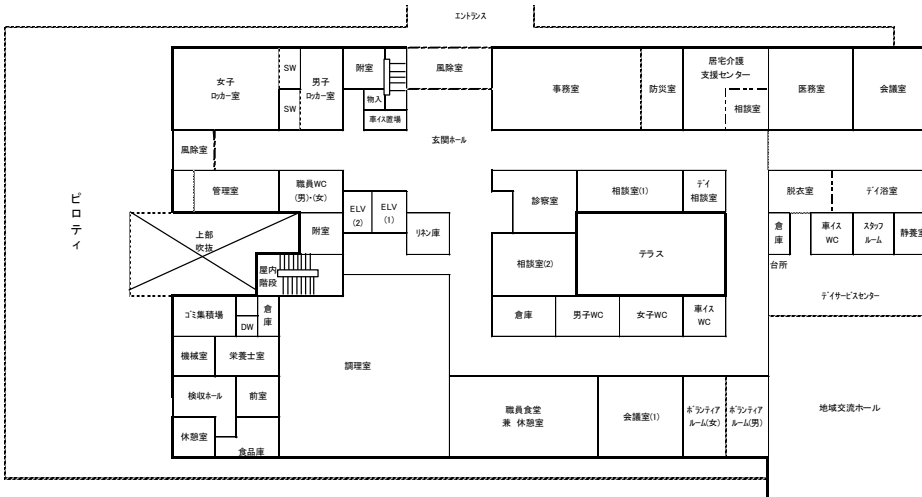 エントランス
女子
ロッカー室
SW
SW
男子
ロッカー室
附室
物入
車イス置場
風除室
事務室
防災室
居宅介護
支援センター
相談室
医務室
会議室
玄関ホール
風除室
管理室
職員WC
(男)・(女)
ELV
(2)
ELV
(1)
リネン庫
診察室
相談室(1)
デイ
相談室
脱衣室
デイ浴室
ピロティ
上部
吹抜
附室
屋内
階段
相談室(2)
テラス
倉
庫
車イス
WC
スタッフ
ルーム
静養室
台所
デイサービスセンター
ゴミ集積場
DW
倉
庫
倉庫
男子WC
女子WC
車イス
WC
機械室
栄養士室
調理室
検収ホール
前室
休憩室
食品庫
職員食堂
兼 休憩室
会議室(1)
ボランティア
ルーム(女)
ボランティア
ルーム(男)
地域交流ホール